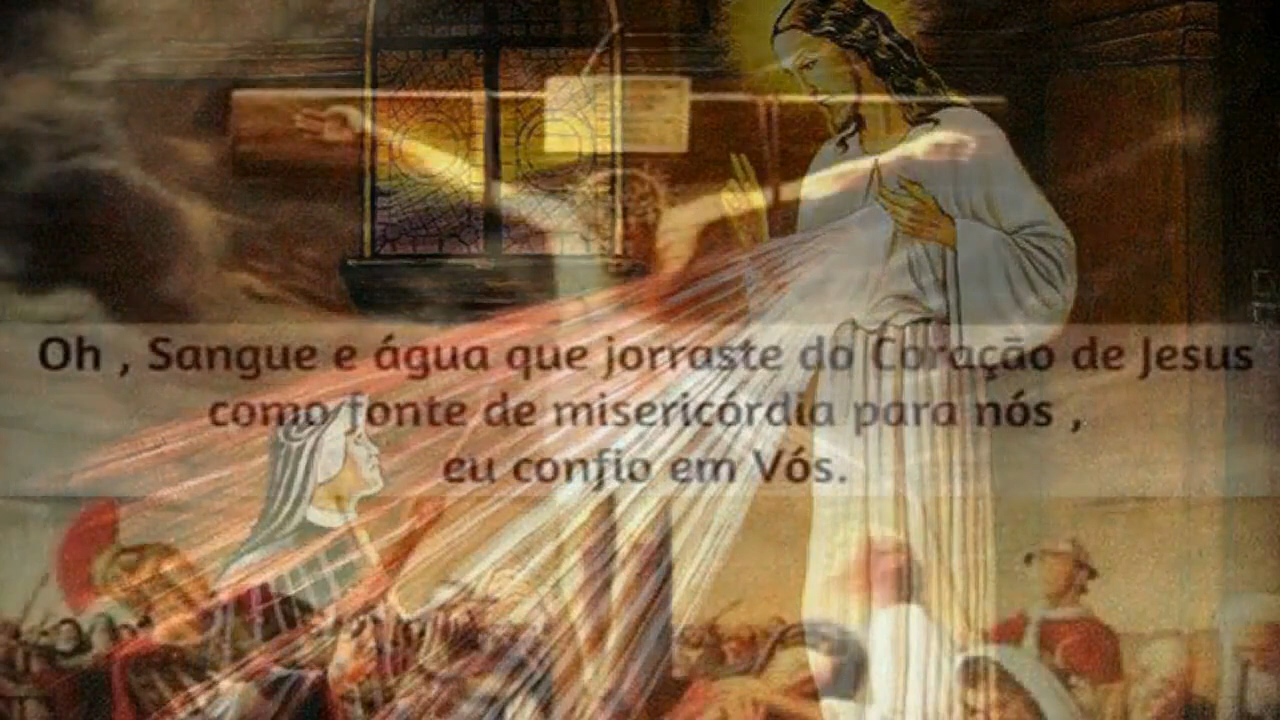 Oh , Sangue e água que jorraste do Coração de Jesus
como fonte de misericórdia para nós ,
eu confio em Vós.